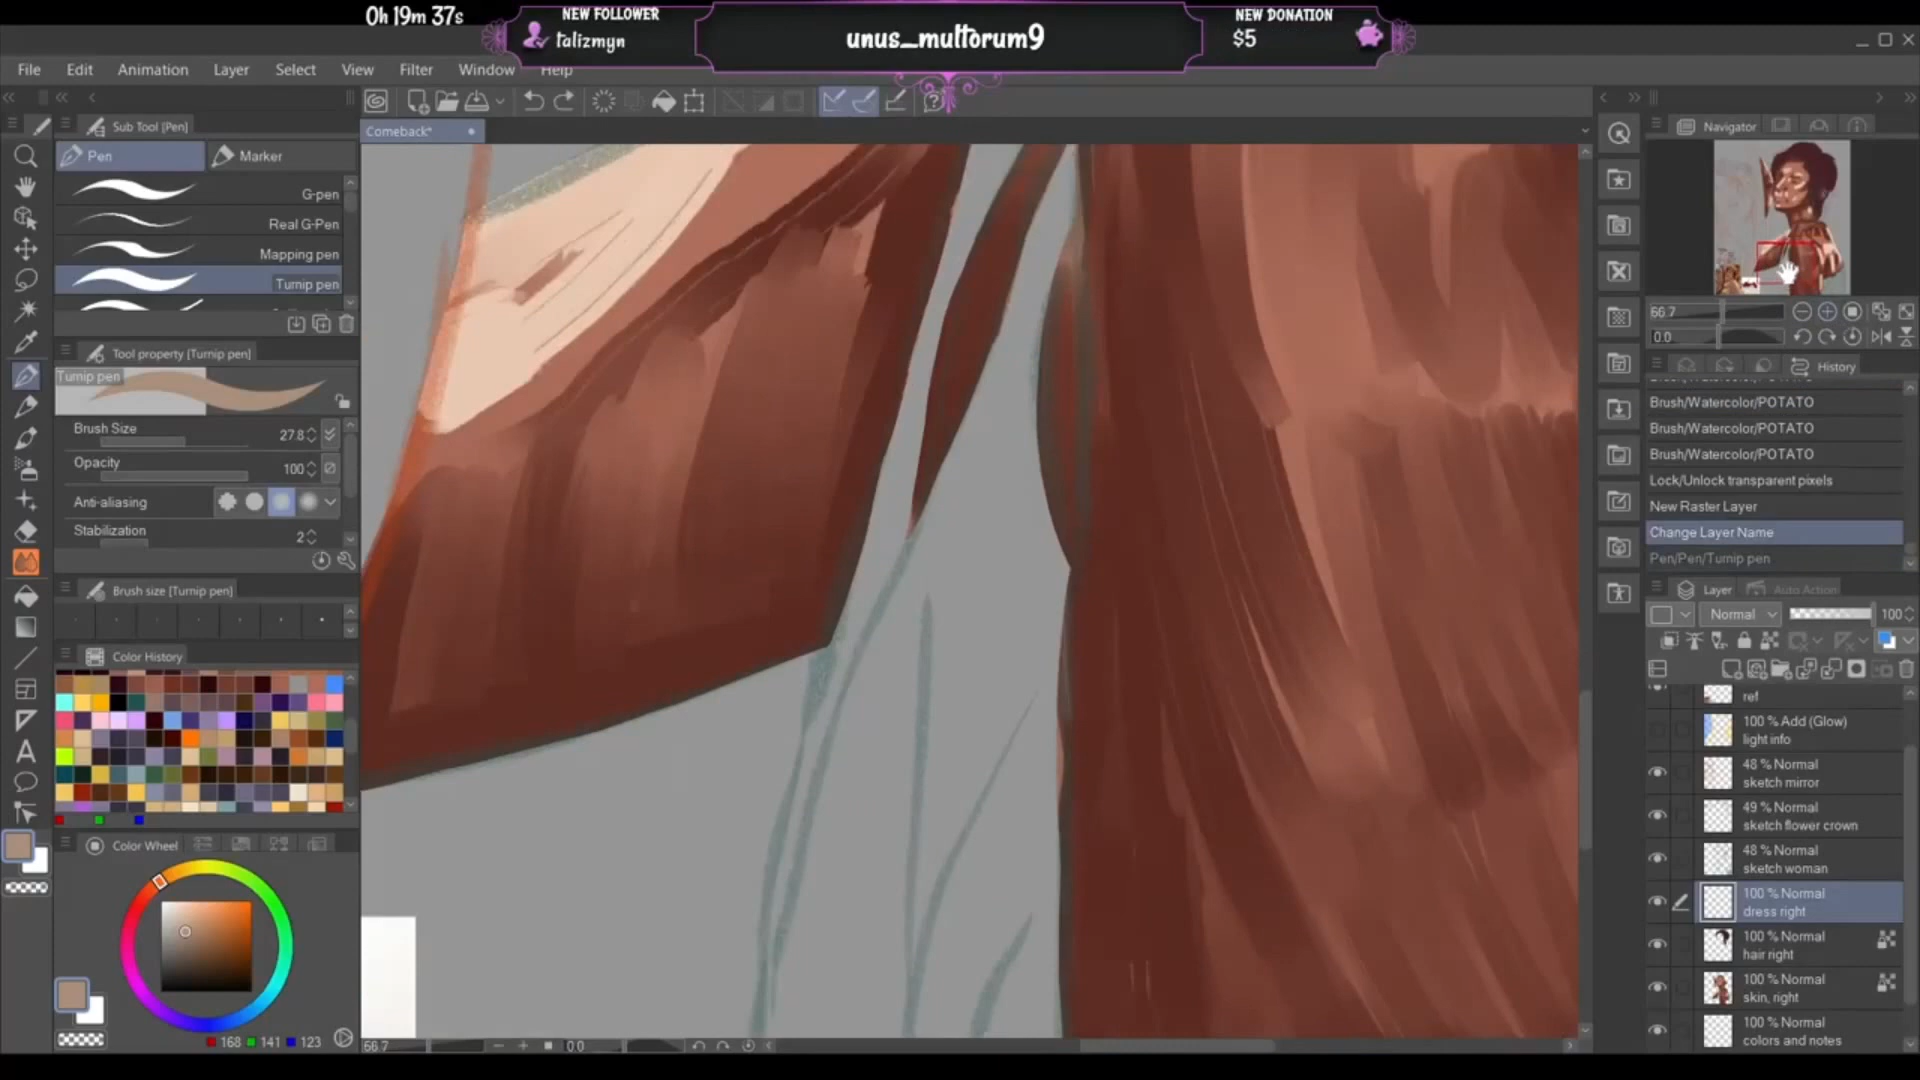 0h 19m 37s
NEW FOLLOWER
talizmyn
unus_multorum9
NEW DONATION
$5
File Edit Animation Layer Select View Filter Window Help
Sub Tool [Pen]
Pen
Marker
G-pen
Real G-Pen
Mapping pen
Turnip pen
Tool property [Turnip pen]
Turnip pen
Brush Size
27.8
Opacity
100
Anti-aliasing
Stabilization
2
Brush size [Turnip pen]
Color History
Color Wheel
168 141 123
Comeback*
66.7
0.0
Navigator
66.7
0.0
History
Brush/Watercolor/POTATO
Brush/Watercolor/POTATO
Brush/Watercolor/POTATO
Lock/Unlock transparent pixels
New Raster Layer
Change Layer Name
Pen/Pen/Turnip pen
Layer
Auto Action
Normal
100
ref
100 % Add (Glow)
light info
48 % Normal
sketch mirror
49 % Normal
sketch flower crown
48 % Normal
sketch woman
100 % Normal
dress right
100 % Normal
hair right
100 % Normal
skin, right
100 % Normal
colors and notes